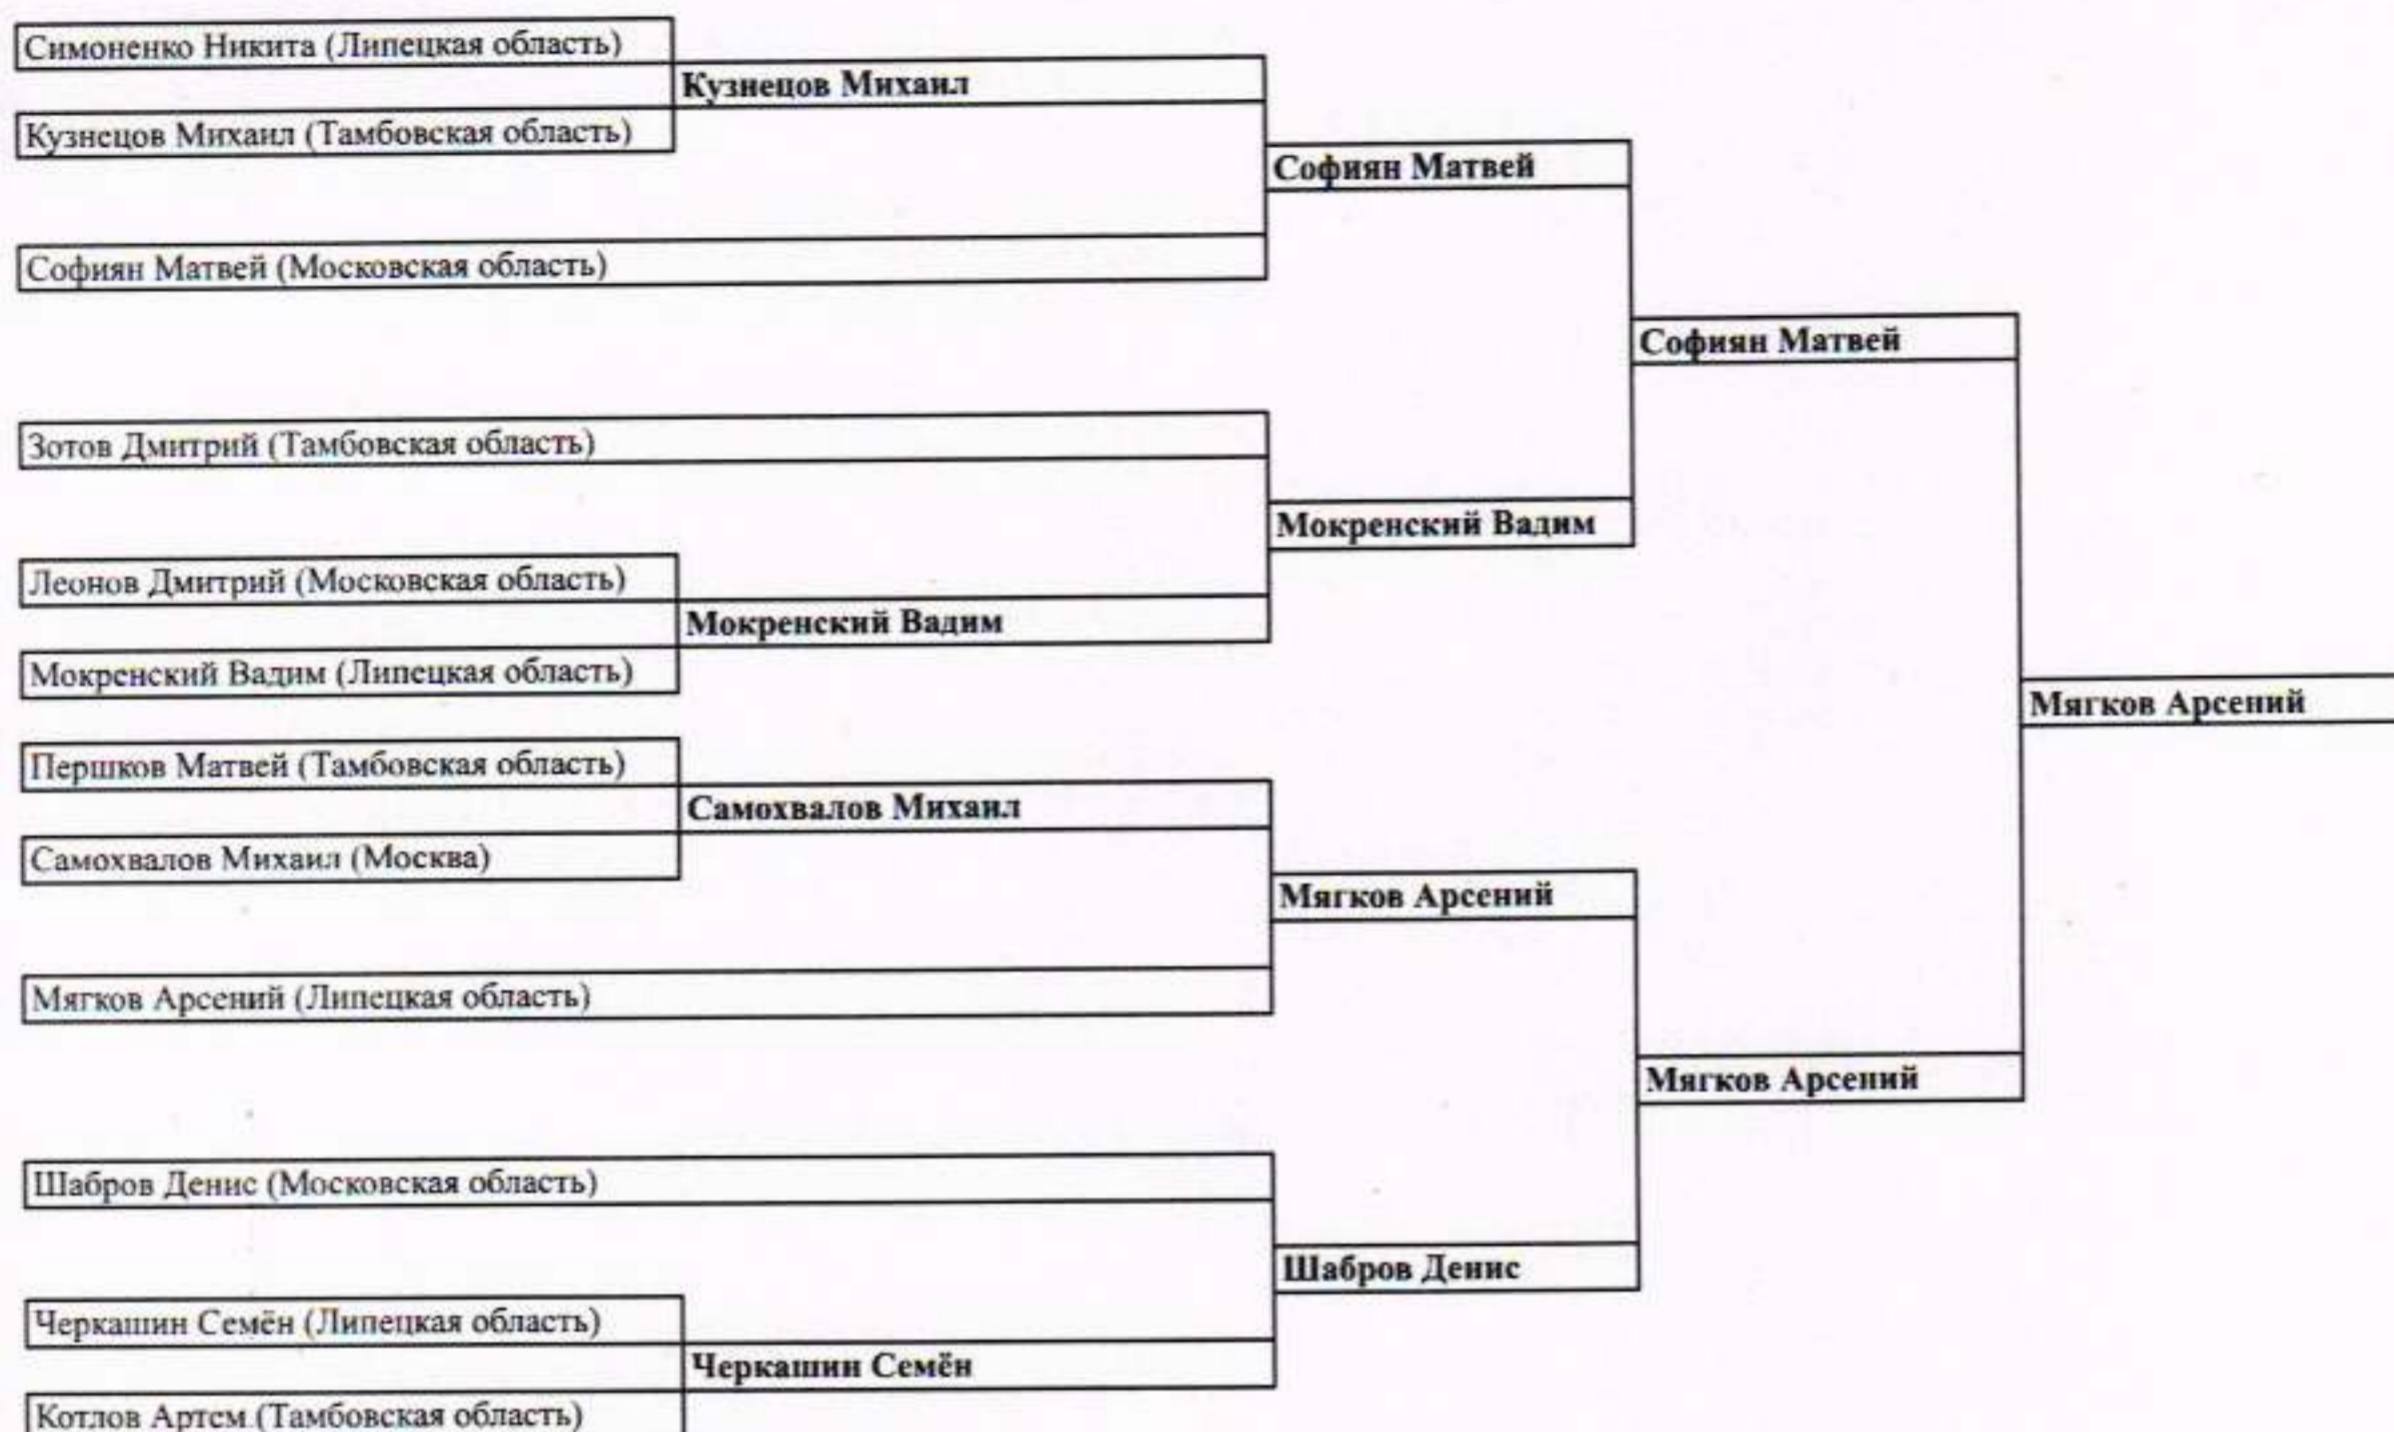 Симоненко Никита (Липецкая область)
Кузнецов Михаил
Кузнецов Михаил (Тамбовская область)
Софиян Матвей
Софиян Матвей (Московская область)
Софиян Матвей
Зотов Дмитрий (Тамбовская область)
Мокренский Вадим
Леонов Дмитрий (Московская область)
Мокренский Вадим
Мокренский Вадим (Липецкая область)
Мягков Арсений
Першков Матвей (Тамбовская область)
Самохвалов Михаил
Самохвалов Михаил (Москва)
Мягков Арсений
Мягков Арсений (Липецкая область)
Мягков Арсений
Шабров Денис (Московская область)
Шабров Денис
Черкашин Семён (Липецкая область)
Черкашин Семён
Котлов Артем (Тамбовская область)